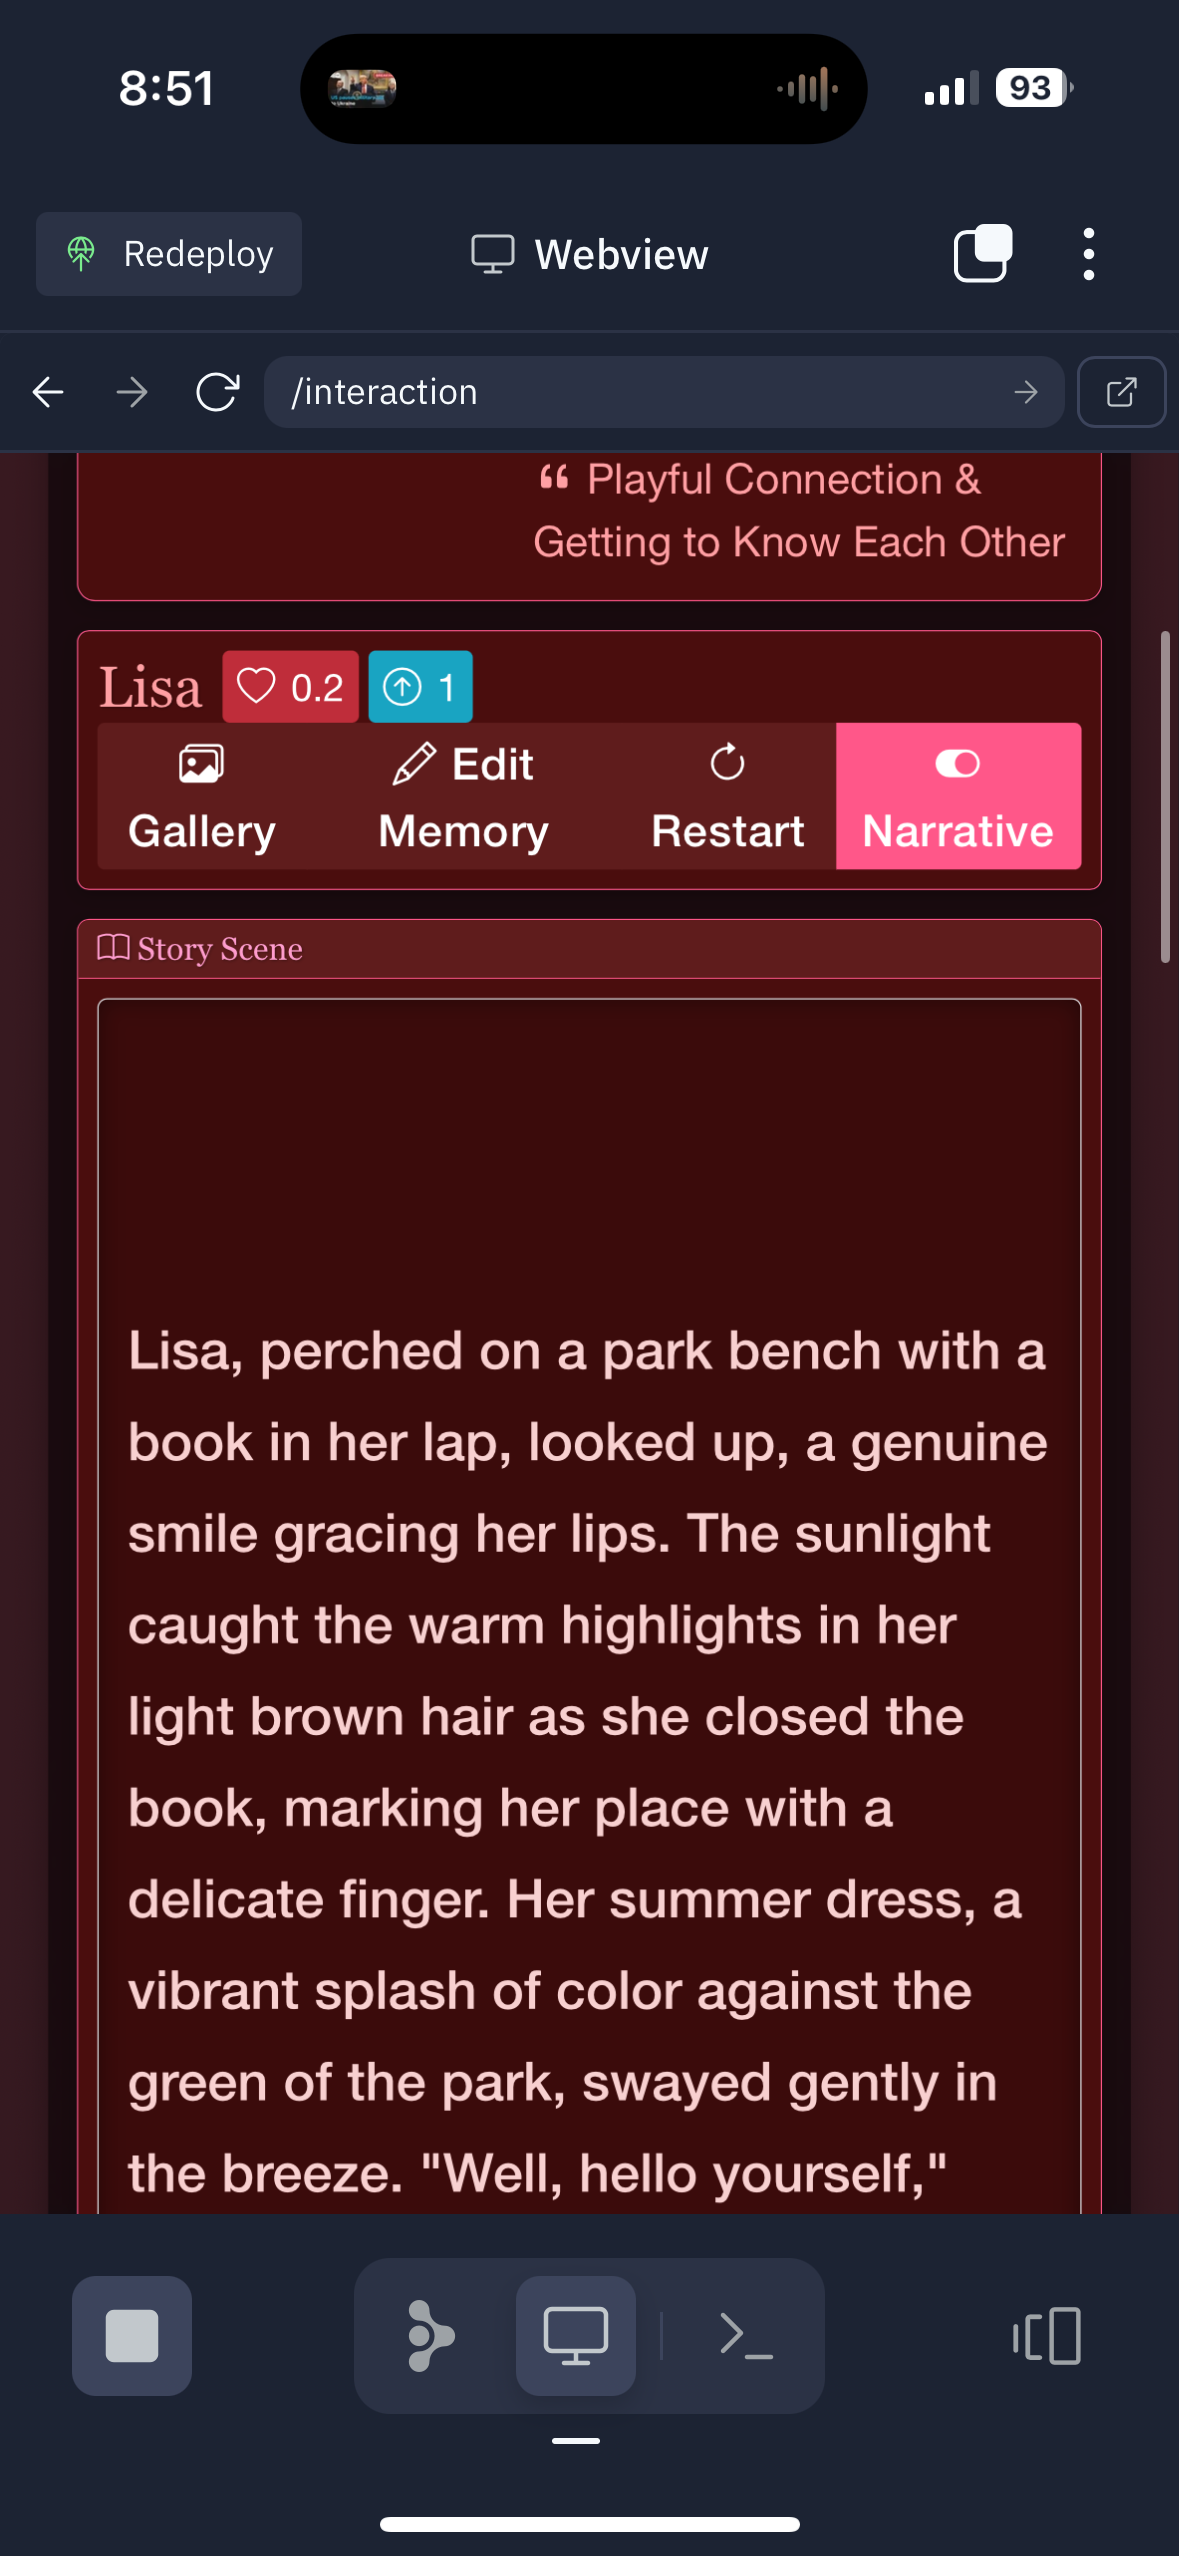 8:51
93
Redeploy
Webview
/interaction
Playful Connection &
Getting to Know Each Other
Lisa
0.2
1
Gallery
Edit
Memory
Restart
Narrative
Story Scene
Lisa, perched on a park bench with a
book in her lap, looked up, a genuine
smile gracing her lips. The sunlight
caught the warm highlights in her
light brown hair as she closed the
book, marking her place with a
delicate finger. Her summer dress, a
vibrant splash of color against the
green of the park, swayed gently in
the breeze. "Well, hello yourself,"